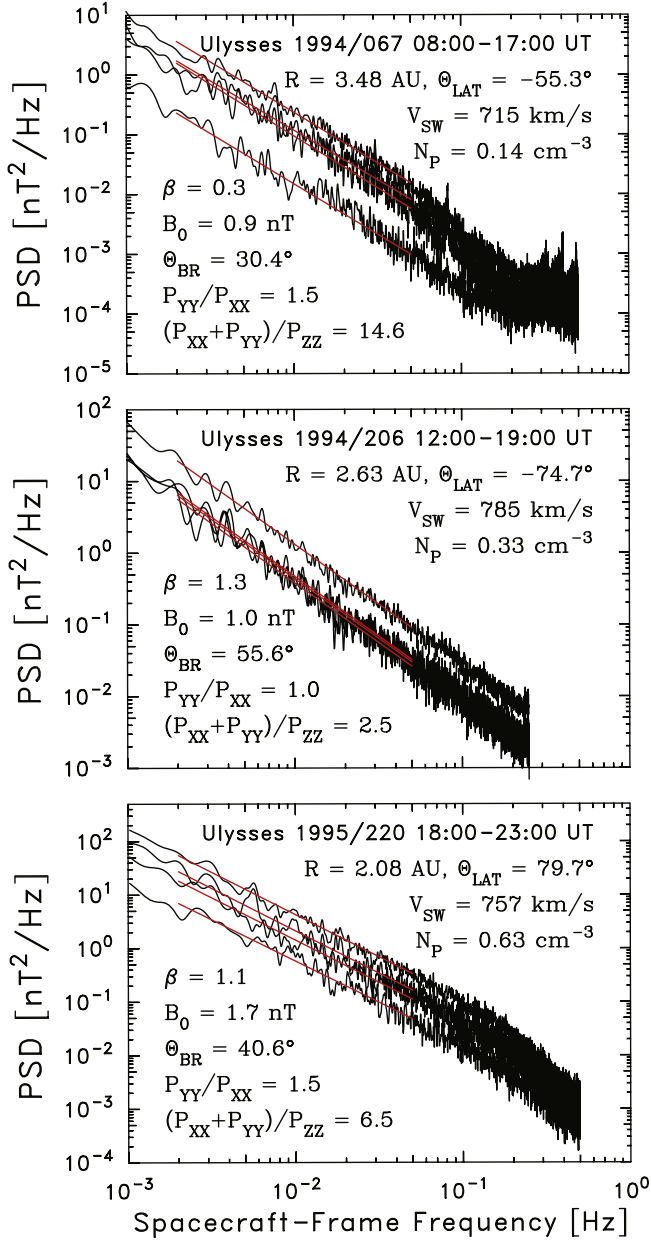 Ulysses 1994/067 08:00−17:00 UT
R = 3.48 AU, Θ_LAT = −55.3°
V_SW = 715 km/s
N_P = 0.14 cm⁻³
β = 0.3
B_0 = 0.9 nT
Θ_BR = 30.4°
P_YY/P_XX = 1.5
(P_XX+P_YY)/P_ZZ = 14.6
PSD [nT²/Hz]
10¹
10⁰
10⁻¹
10⁻²
10⁻³
10⁻⁴
10⁻⁵
Ulysses 1994/206 12:00−19:00 UT
R = 2.63 AU, Θ_LAT = −74.7°
V_SW = 785 km/s
N_P = 0.33 cm⁻³
β = 1.3
B_0 = 1.0 nT
Θ_BR = 55.6°
P_YY/P_XX = 1.0
(P_XX+P_YY)/P_ZZ = 2.5
PSD [nT²/Hz]
10²
10¹
10⁰
10⁻¹
10⁻²
10⁻³
Ulysses 1995/220 18:00−23:00 UT
R = 2.08 AU, Θ_LAT = 79.7°
V_SW = 757 km/s
N_P = 0.63 cm⁻³
β = 1.1
B_0 = 1.7 nT
Θ_BR = 40.6°
P_YY/P_XX = 1.5
(P_XX+P_YY)/P_ZZ = 6.5
PSD [nT²/Hz]
10²
10¹
10⁰
10⁻¹
10⁻²
10⁻³
10⁻⁴
10⁻³ 10⁻² 10⁻¹ 10⁰
Spacecraft−Frame Frequency [Hz]